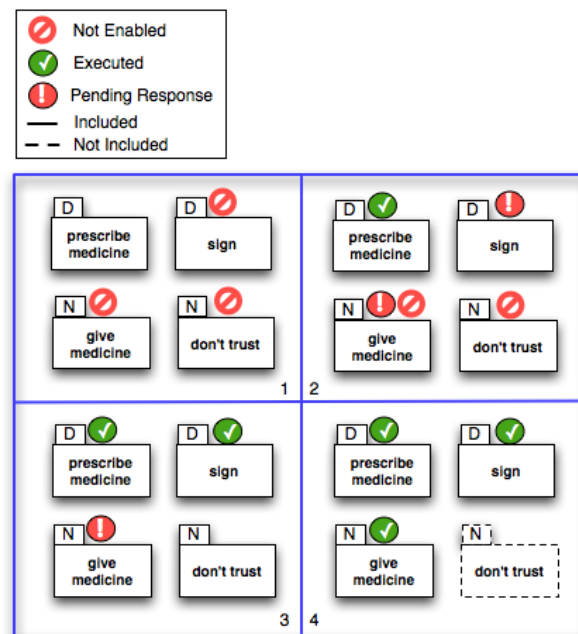 Not Enabled
Executed
Pending Response
Included
Not Included
D D
prescribe medicine
sign
N N
give medicine
don't trust
1
D D
prescribe medicine
sign
N N
give medicine
don't trust
2
D D
prescribe medicine
sign
N N
give medicine
don't trust
3
D D
prescribe medicine
sign
N N
give medicine
don't trust
4